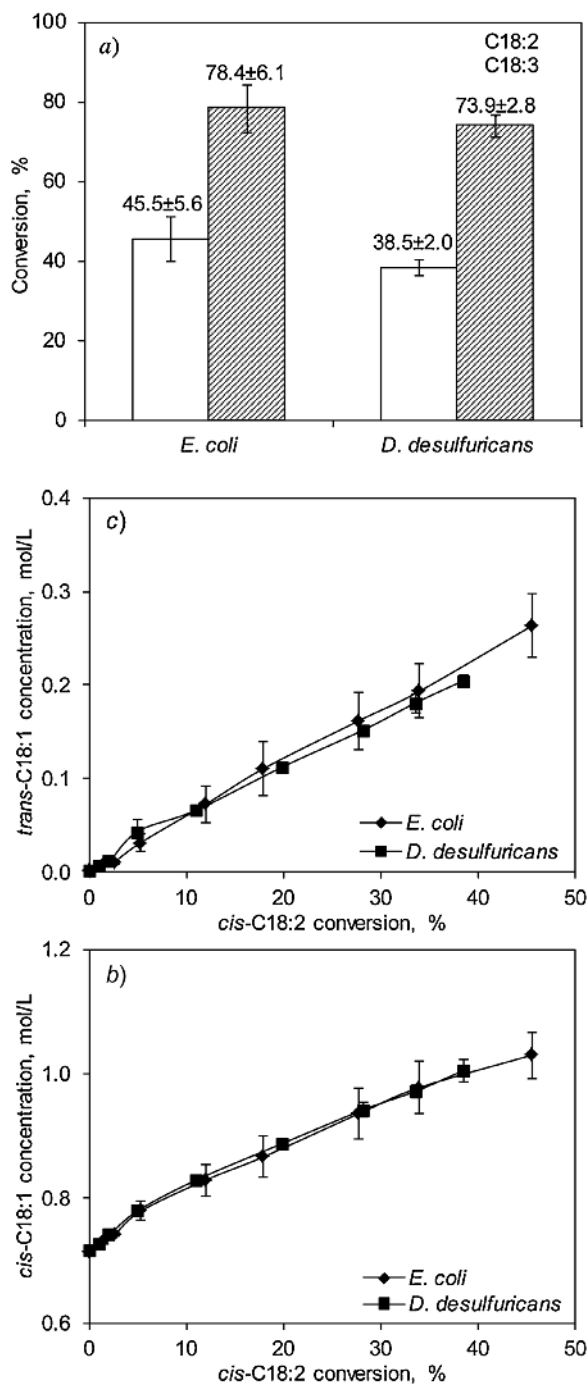 a)
C18:2
C18:3
100
80
60
40
20
0
Conversion, %
45.5±5.6
78.4±6.1
38.5±2.0
73.9±2.8
E. coli
D. desulfuricans
c)
0.4
0.3
0.2
0.1
0.0
trans-C18:1 concentration, mol/L
E. coli
D. desulfuricans
0 10 20 30 40 50
cis-C18:2 conversion, %
b)
1.2
1.0
0.8
0.6
cis-C18:1 concentration, mol/L
E. coli
D. desulfuricans
0 10 20 30 40 50
cis-C18:2 conversion, %